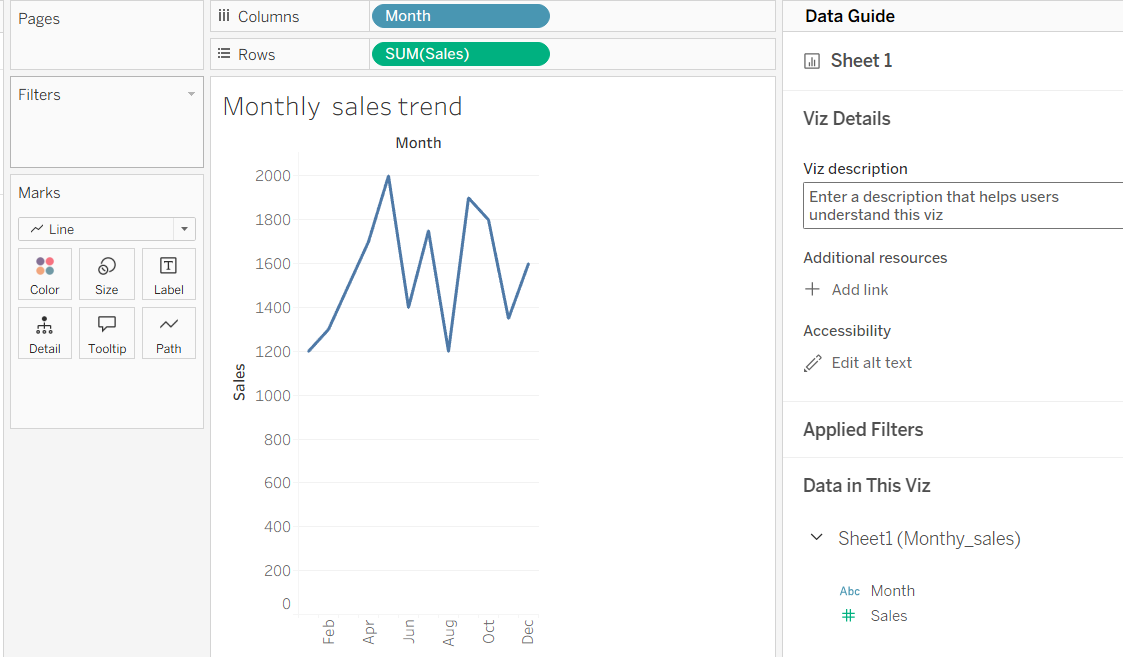 Pages
Filters
Marks
Line
Color
Size
Label
Detail
Tooltip
Path
Columns
Month
Rows
SUM(Sales)
Monthly sales trend
Month
Sales
2000
1800
1600
1400
1200
1000
800
600
400
200
0
Feb
Apr
Jun
Aug
Oct
Dec
Data Guide
Sheet 1
Viz Details
Viz description
Enter a description that helps users
understand this viz
Additional resources
Add link
Accessibility
Edit alt text
Applied Filters
Data in This Viz
Sheet1 (Monthy_sales)
Abc Month
# Sales